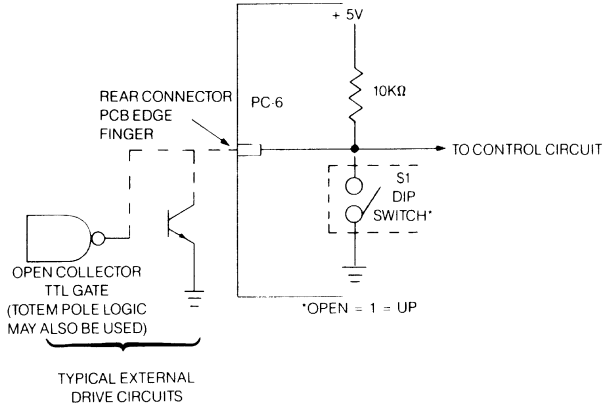 + 5V
10KΩ
REAR CONNECTOR
PCB EDGE
FINGER
PC-6
TO CONTROL CIRCUIT
S1
DIP
SWITCH*
OPEN COLLECTOR
TTL GATE
(TOTEM POLE LOGIC
MAY ALSO BE USED)
*OPEN = 1 = UP
TYPICAL EXTERNAL
DRIVE CIRCUITS